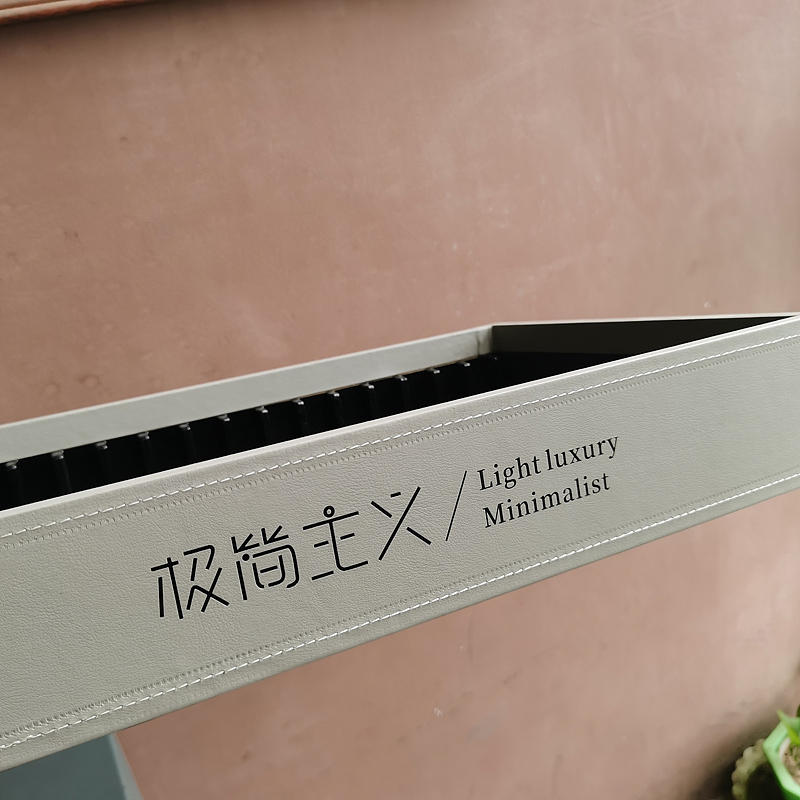 极简主义/
Light luxury
Minimalist